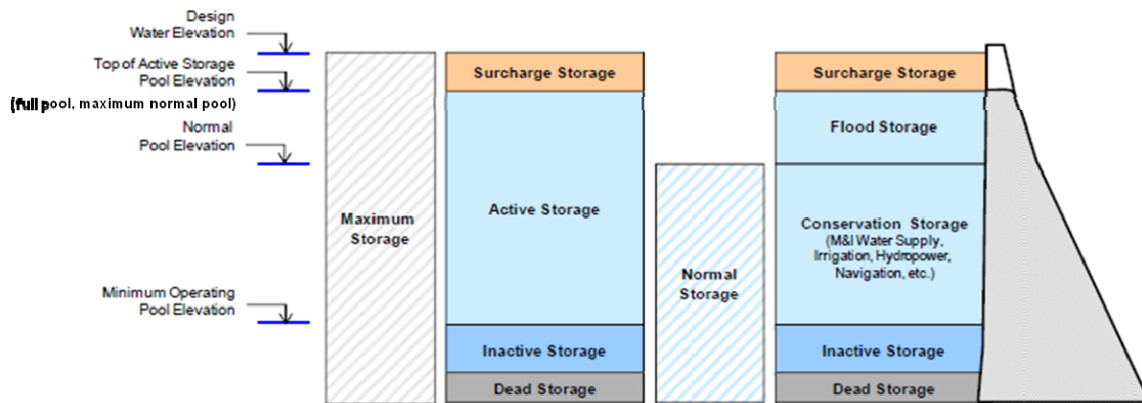 Design
Water Elevation
Top of Active Storage
Pool Elevation
(full pool, maximum normal pool)
Normal
Pool Elevation
Minimum Operating
Pool Elevation
Maximum
Storage
Surcharge Storage
Active Storage
Inactive Storage
Dead Storage
Normal
Storage
Surcharge Storage
Flood Storage
Conservation Storage
(M&I Water Supply,
Irrigation, Hydropower,
Navigation, etc.)
Inactive Storage
Dead Storage